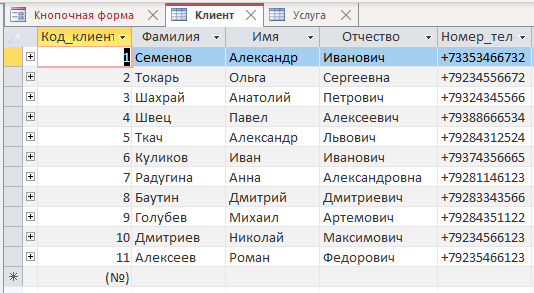 Кнопочная форма Клиент Услуга
Код_клиент Фамилия Имя Отчество Номер_тел
1 Семенов Александр Иванович +73353466732
2 Токарь Ольга Сергеевна +79234556672
3 Шахрай Анатолий Петрович +79324345566
4 Швец Павел Алексеевич +79388666534
5 Ткач Александр Львович +79284312524
6 Куликов Иван Иванович +79374356665
7 Радугина Анна Александровна +79281146123
8 Баутин Дмитрий Дмитриевич +79283343566
9 Голубев Михаил Артемович +79284351122
10 Дмитриев Николай Максимович +79234566123
11 Алексеев Роман Федорович +79235466123
(№)